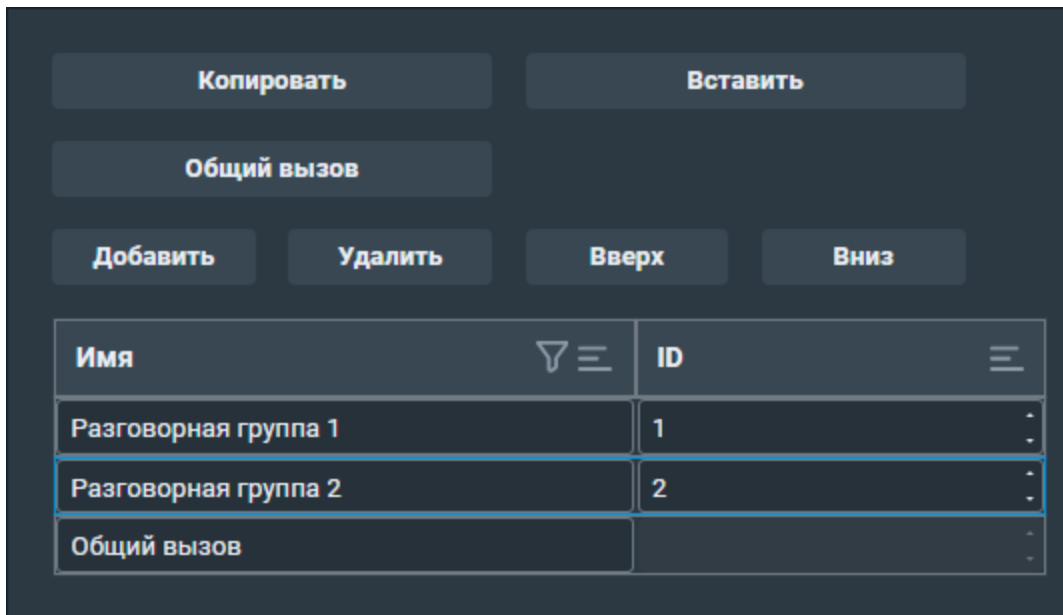 Копировать Вставить
Общий вызов
Добавить Удалить Вверх Вниз
Имя ID
Разговорная группа 1 1
Разговорная группа 2 2
Общий вызов